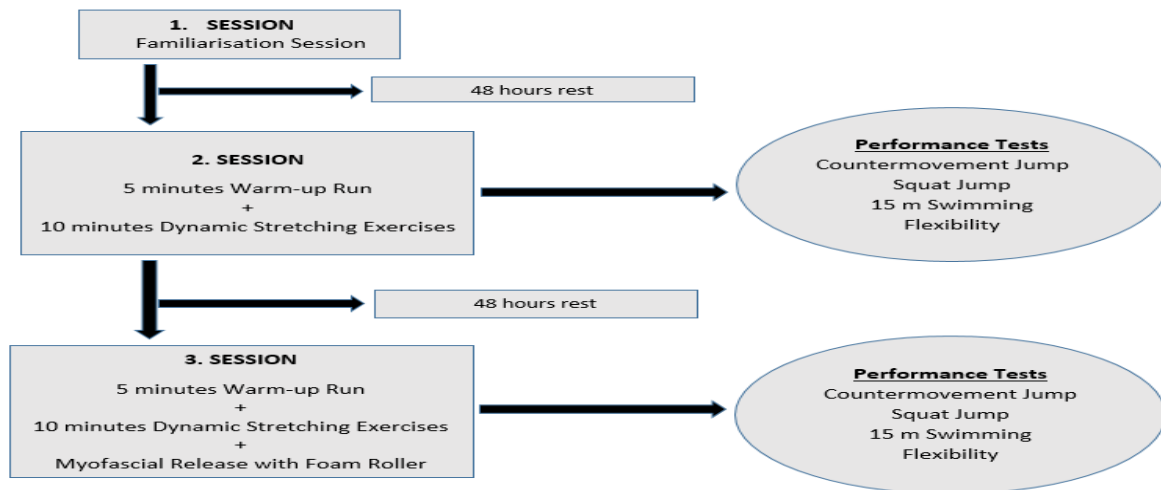 1. SESSION
Familiarisation Session
48 hours rest
2. SESSION
5 minutes Warm-up Run
+
10 minutes Dynamic Stretching Exercises
Performance Tests
Countermovement Jump
Squat Jump
15 m Swimming
Flexibility
48 hours rest
3. SESSION
5 minutes Warm-up Run
+
10 minutes Dynamic Stretching Exercises
+
Myofascial Release with Foam Roller
Performance Tests
Countermovement Jump
Squat Jump
15 m Swimming
Flexibility